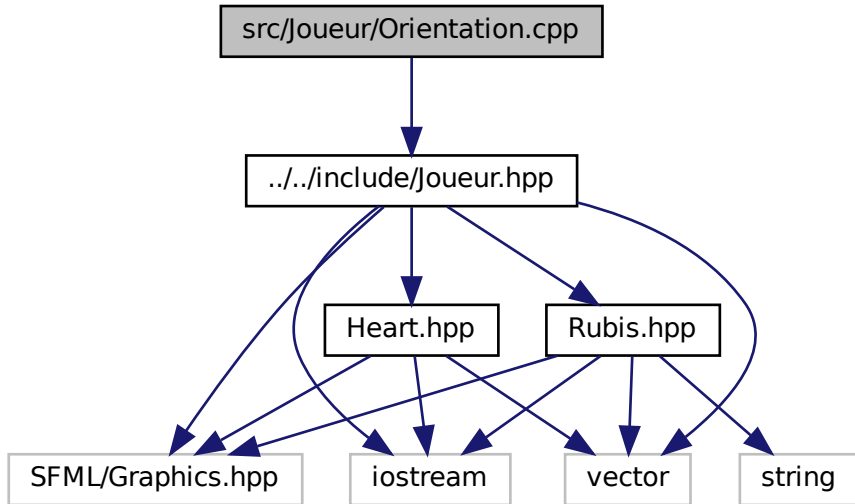 src/Joueur/Orientation.cpp
../../include/Joueur.hpp
Heart.hpp
Rubis.hpp
SFML/Graphics.hpp
iostream
vector
string